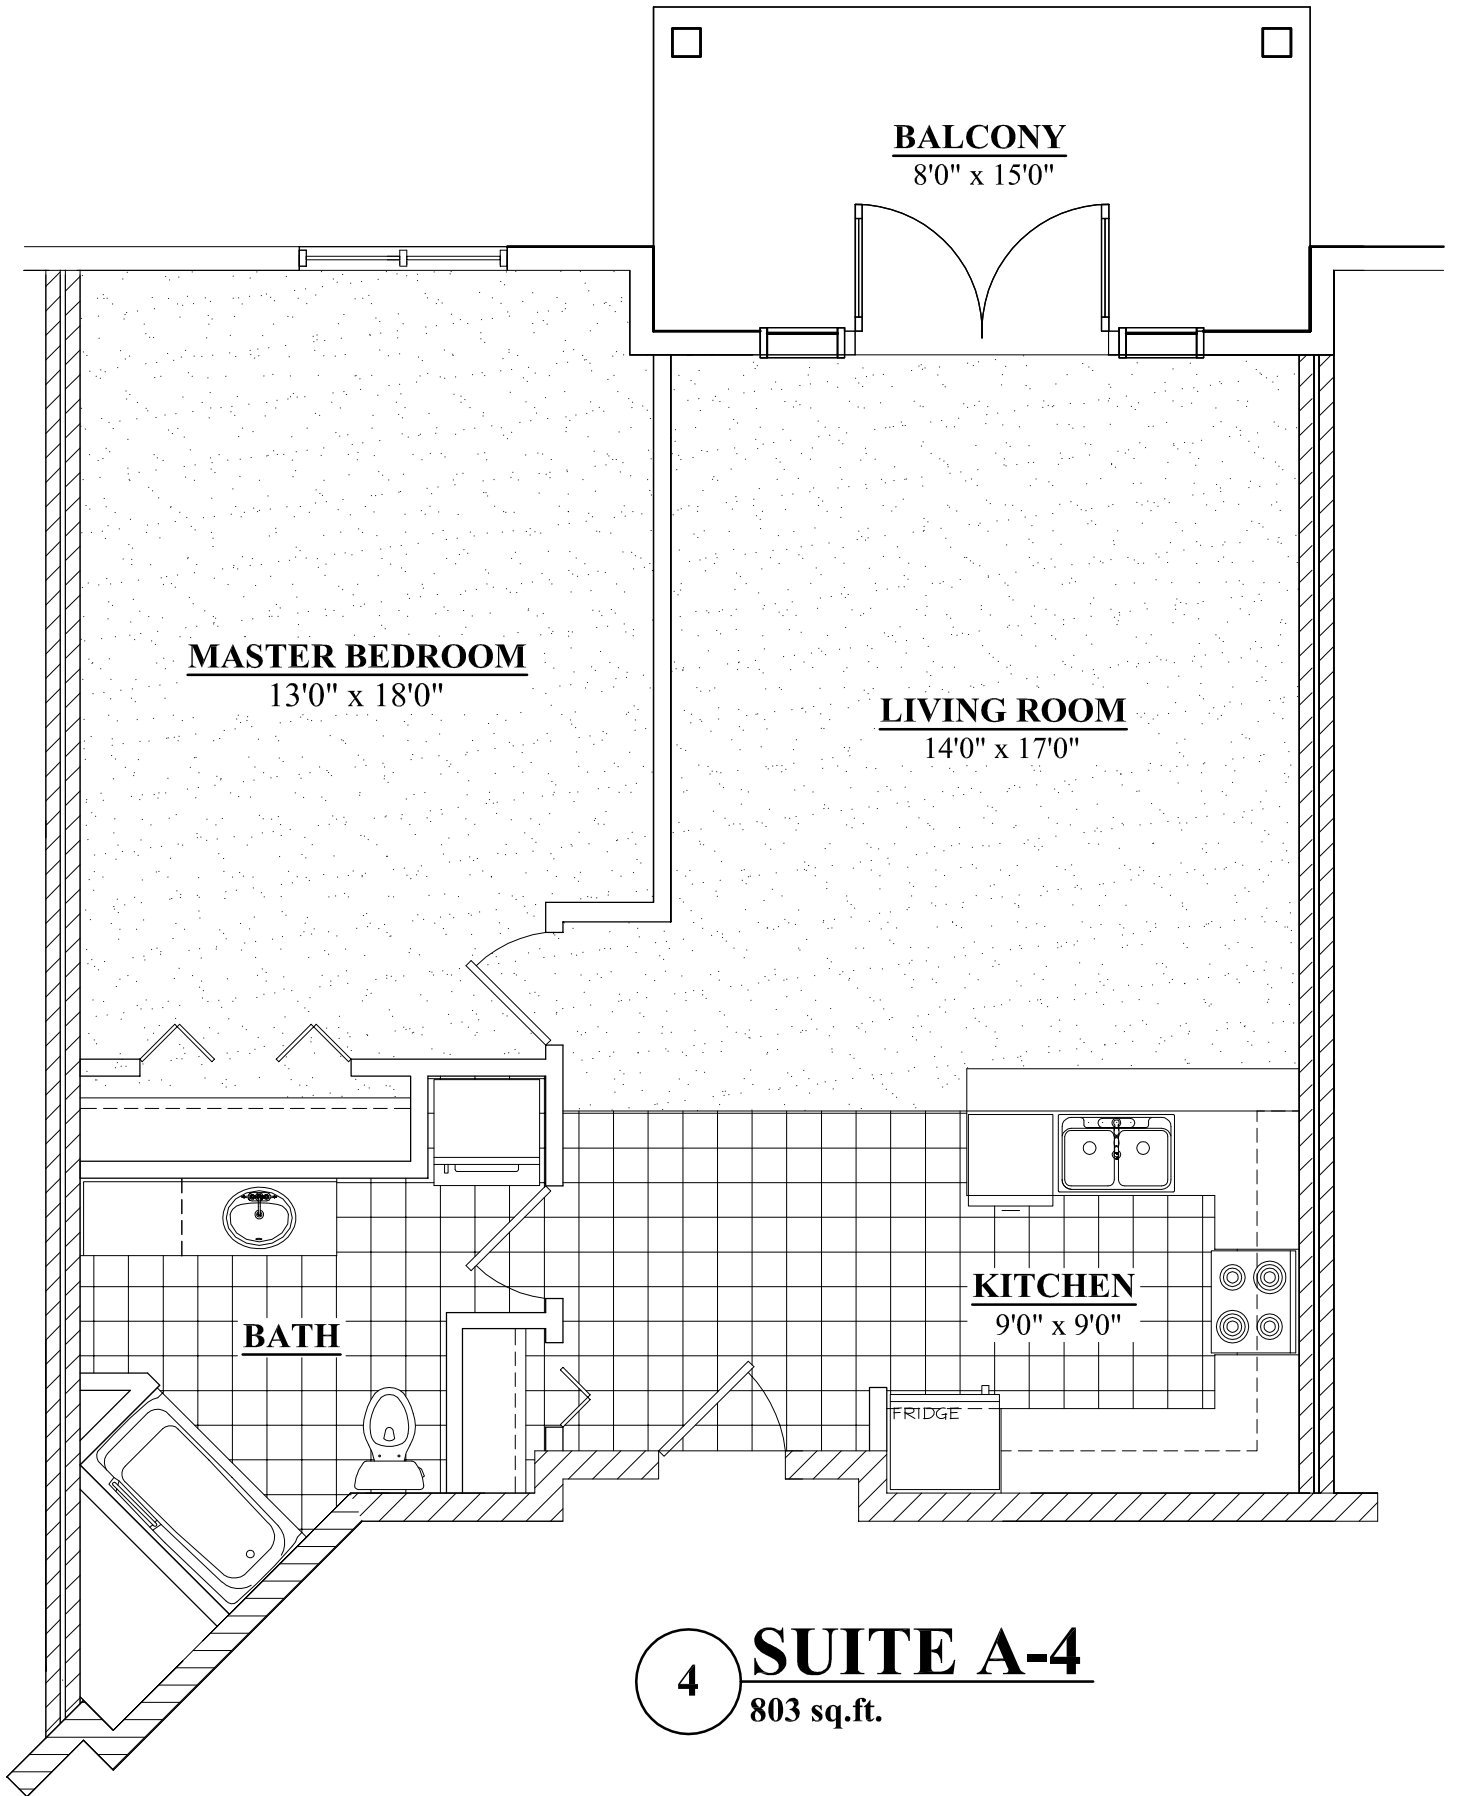 BALCONY
8'0" x 15'0"
MASTER BEDROOM
13'0" x 18'0"
LIVING ROOM
14'0" x 17'0"
KITCHEN
9'0" x 9'0"
BATH
FRIDGE
4
SUITE A-4
803 sq.ft.